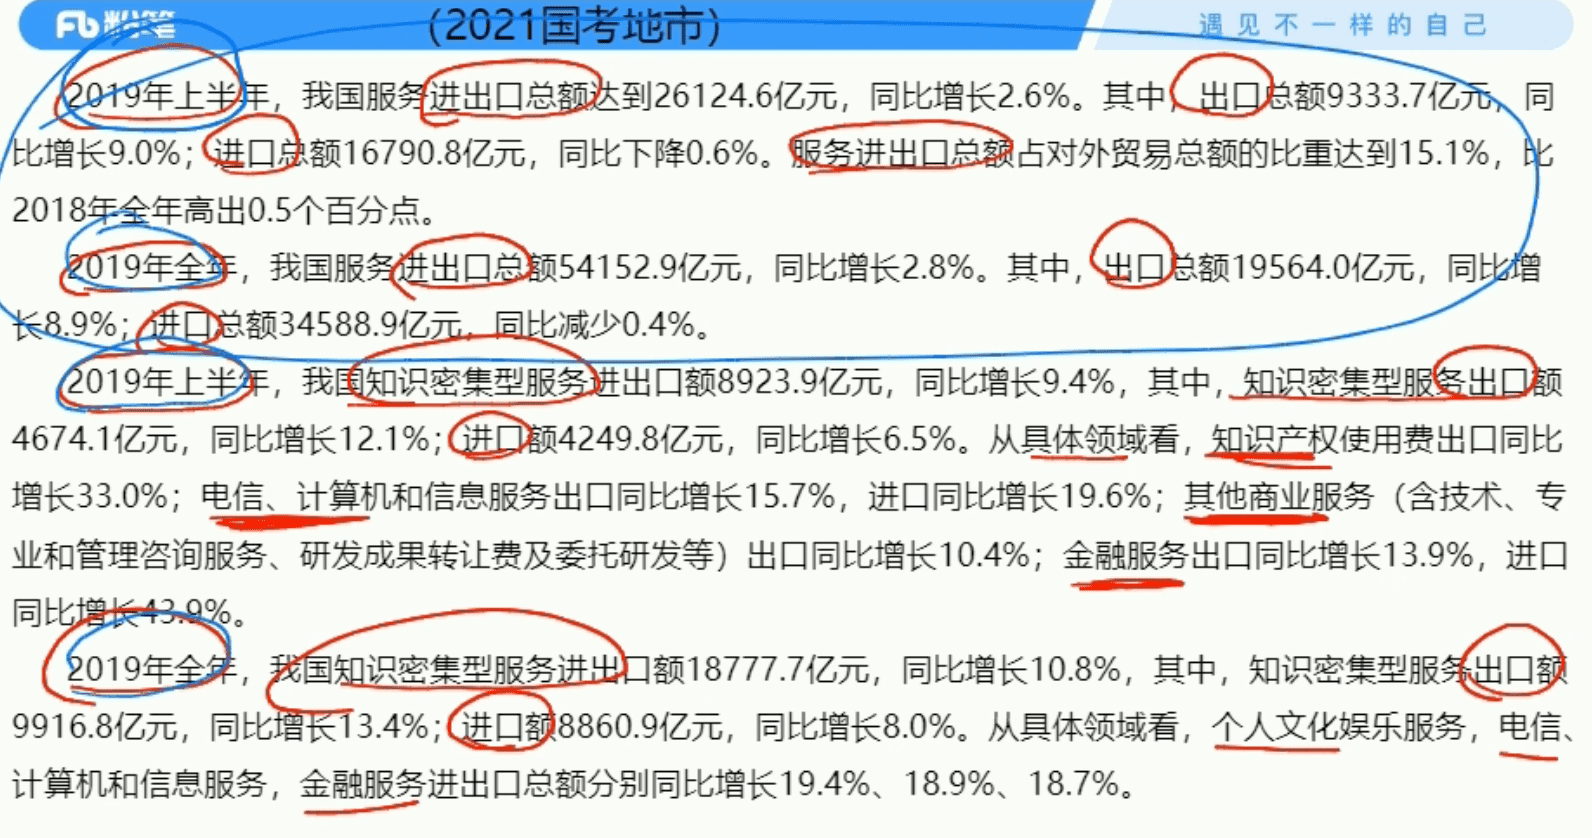 粉笔 (2021国考地市) 遇见不一样的自己
2019年上半年，我国服务进出口总额达到26124.6亿元，同比增长2.6%。其中，出口总额9333.7亿元，同
比增长9.0%；进口总额16790.8亿元，同比下降0.6%。服务进出口总额占对外贸易总额的比重达到15.1%，比
2018年全年高出0.5个百分点。
2019年全年，我国服务进出口总额54152.9亿元，同比增长2.8%。其中，出口总额19564.0亿元，同比增
长8.9%；进口总额34588.9亿元，同比减少0.4%。
2019年上半年，我国知识密集型服务进出口额8923.9亿元，同比增长9.4%，其中，知识密集型服务出口额
4674.1亿元，同比增长12.1%；进口额4249.8亿元，同比增长6.5%。从具体领域看，知识产权使用费出口同比
增长33.0%；电信、计算机和信息服务出口同比增长15.7%，进口同比增长19.6%；其他商业服务（含技术、专
业和管理咨询服务、研发成果转让费及委托研发等）出口同比增长10.4%；金融服务出口同比增长13.9%，进口
同比增长43.9%。
2019年全年，我国知识密集型服务进出口额18777.7亿元，同比增长10.8%，其中，知识密集型服务出口额
9916.8亿元，同比增长13.4%；进口额8860.9亿元，同比增长8.0%。从具体领域看，个人文化娱乐服务，电信、
计算机和信息服务，金融服务进出口总额分别同比增长19.4%、18.9%、18.7%。